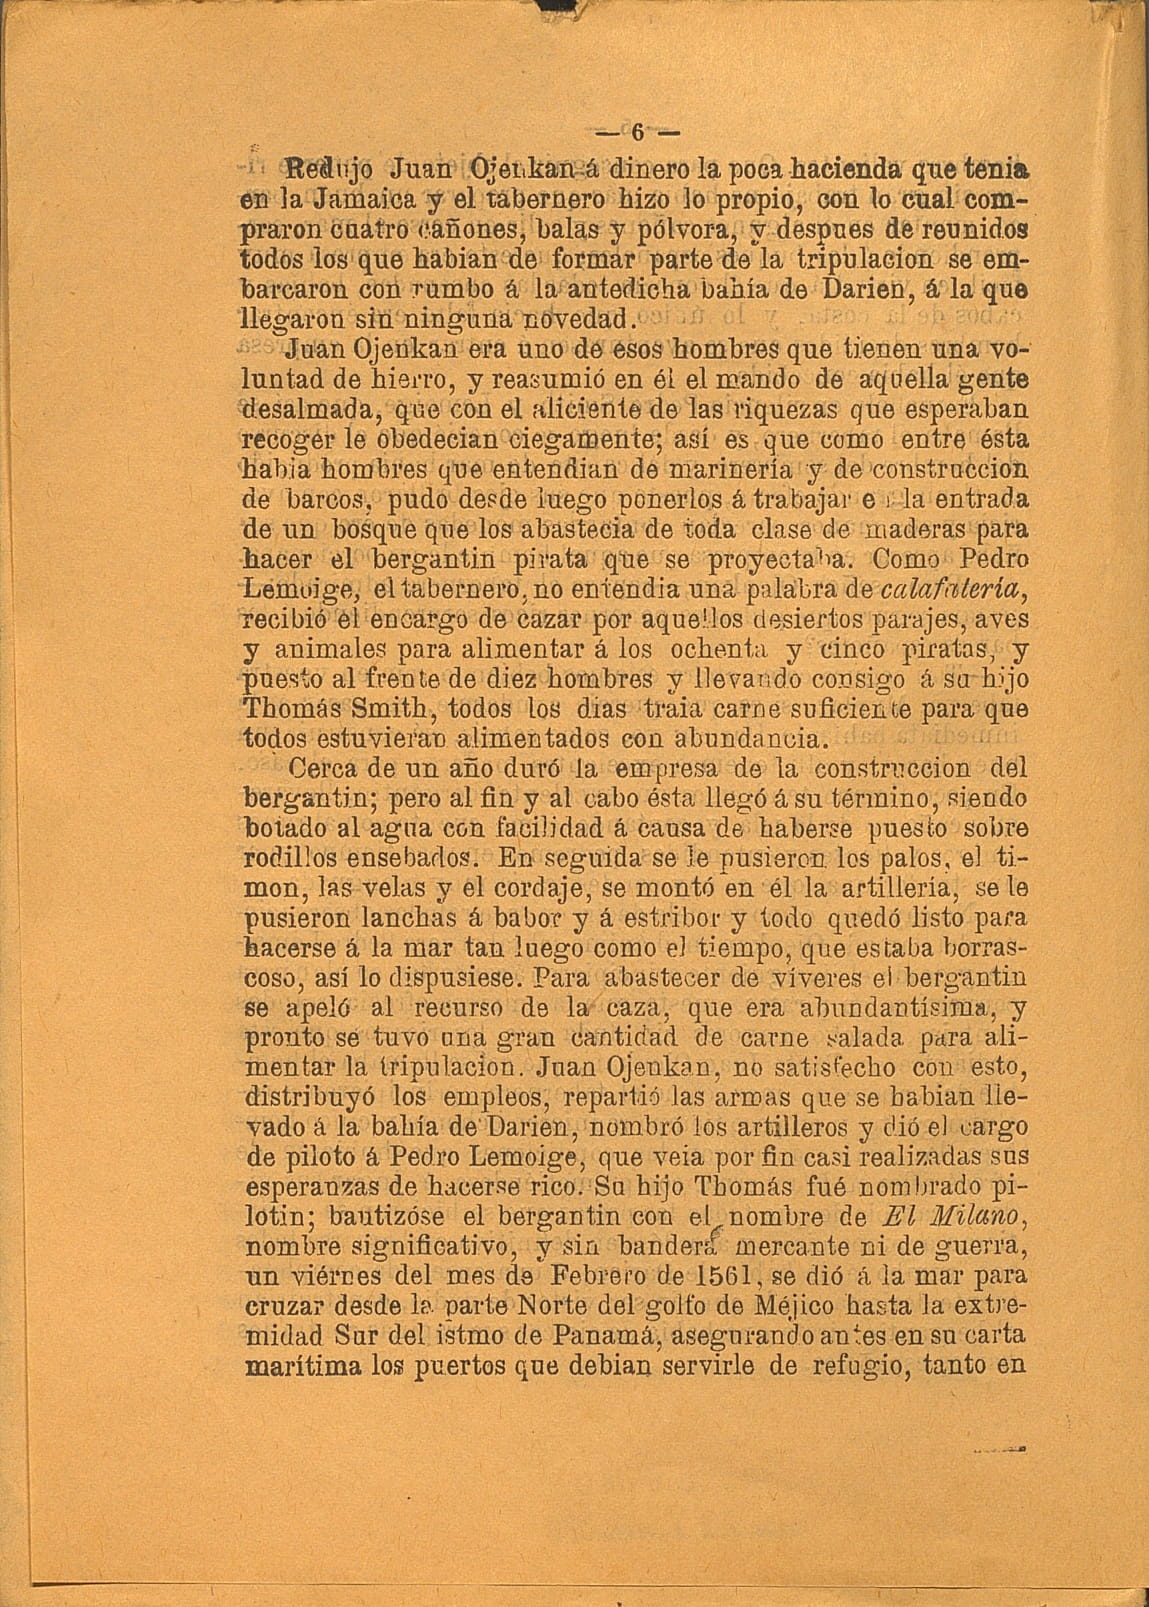 — 6 —
Redujo Juan Ojenkan á dinero la poca hacienda que tenia
en la Jamaica y el tabernero hizo lo propio, con lo cual com-
praron cuatro cañones, balas y pólvora, y despues de reunidos
todos los que habian de formar parte de la tripulacion se em-
barcaron con rumbo á la antedicha bahía de Darien, á la que
llegaron sin ninguna novedad.
Juan Ojenkan era uno de esos hombres que tienen una vo-
luntad de hierro, y reasumió en él el mando de aquella gente
desalmada, que con el aliciente de las riquezas que esperaban
recoger le obedecian ciegamente; así es que como entre ésta
habia hombres que entendian de marinería y de construccion
de barcos, pudo desde luego ponerlos á trabajar e : la entrada
de un bosque que los abastecia de toda clase de maderas para
hacer el bergantin pirata que se proyectaba. Como Pedro
Lemoige, el tabernero, no entendia una palabra de calafatería,
recibió el encargo de cazar por aquellos desiertos parajes, aves
y animales para alimentar á los ochenta y cinco piratas, y
puesto al frente de diez hombres y llevando consigo á su hijo
Thomás Smith, todos los dias traia carne suficiente para que
todos estuvieran alimentados con abundancia.
Cerca de un año duró la empresa de la construccion del
bergantin; pero al fin y al cabo ésta llegó á su término, siendo
botado al agua con facilidad á causa de haberse puesto sobre
rodillos ensebados. En seguida se le pusieron los palos, el ti-
mon, las velas y el cordaje, se montó en él la artillería, se le
pusieron lanchas á babor y á estribor y todo quedó listo para
hacerse á la mar tan luego como el tiempo, que estaba borras-
coso, así lo dispusiese. Para abastecer de víveres el bergantin
se apeló al recurso de la caza, que era abundantísima, y
pronto se tuvo una gran cantidad de carne salada para ali-
mentar la tripulacion. Juan Ojenkan, no satisfecho con esto,
distribuyó los empleos, repartió las armas que se habian lle-
vado á la bahía de Darien, nombró los artilleros y dió el cargo
de piloto á Pedro Lemoige, que veia por fin casi realizadas sus
esperanzas de hacerse rico. Su hijo Thomás fué nombrado pi-
lotin; bautizóse el bergantin con el nombre de El Milano,
nombre significativo, y sin bandera mercante ni de guerra,
un viérnes del mes de Febrero de 1561, se dió á la mar para
cruzar desde la parte Norte del golfo de Méjico hasta la extre-
midad Sur del istmo de Panamá, asegurando antes en su carta
marítima los puertos que debian servirle de refugio, tanto en